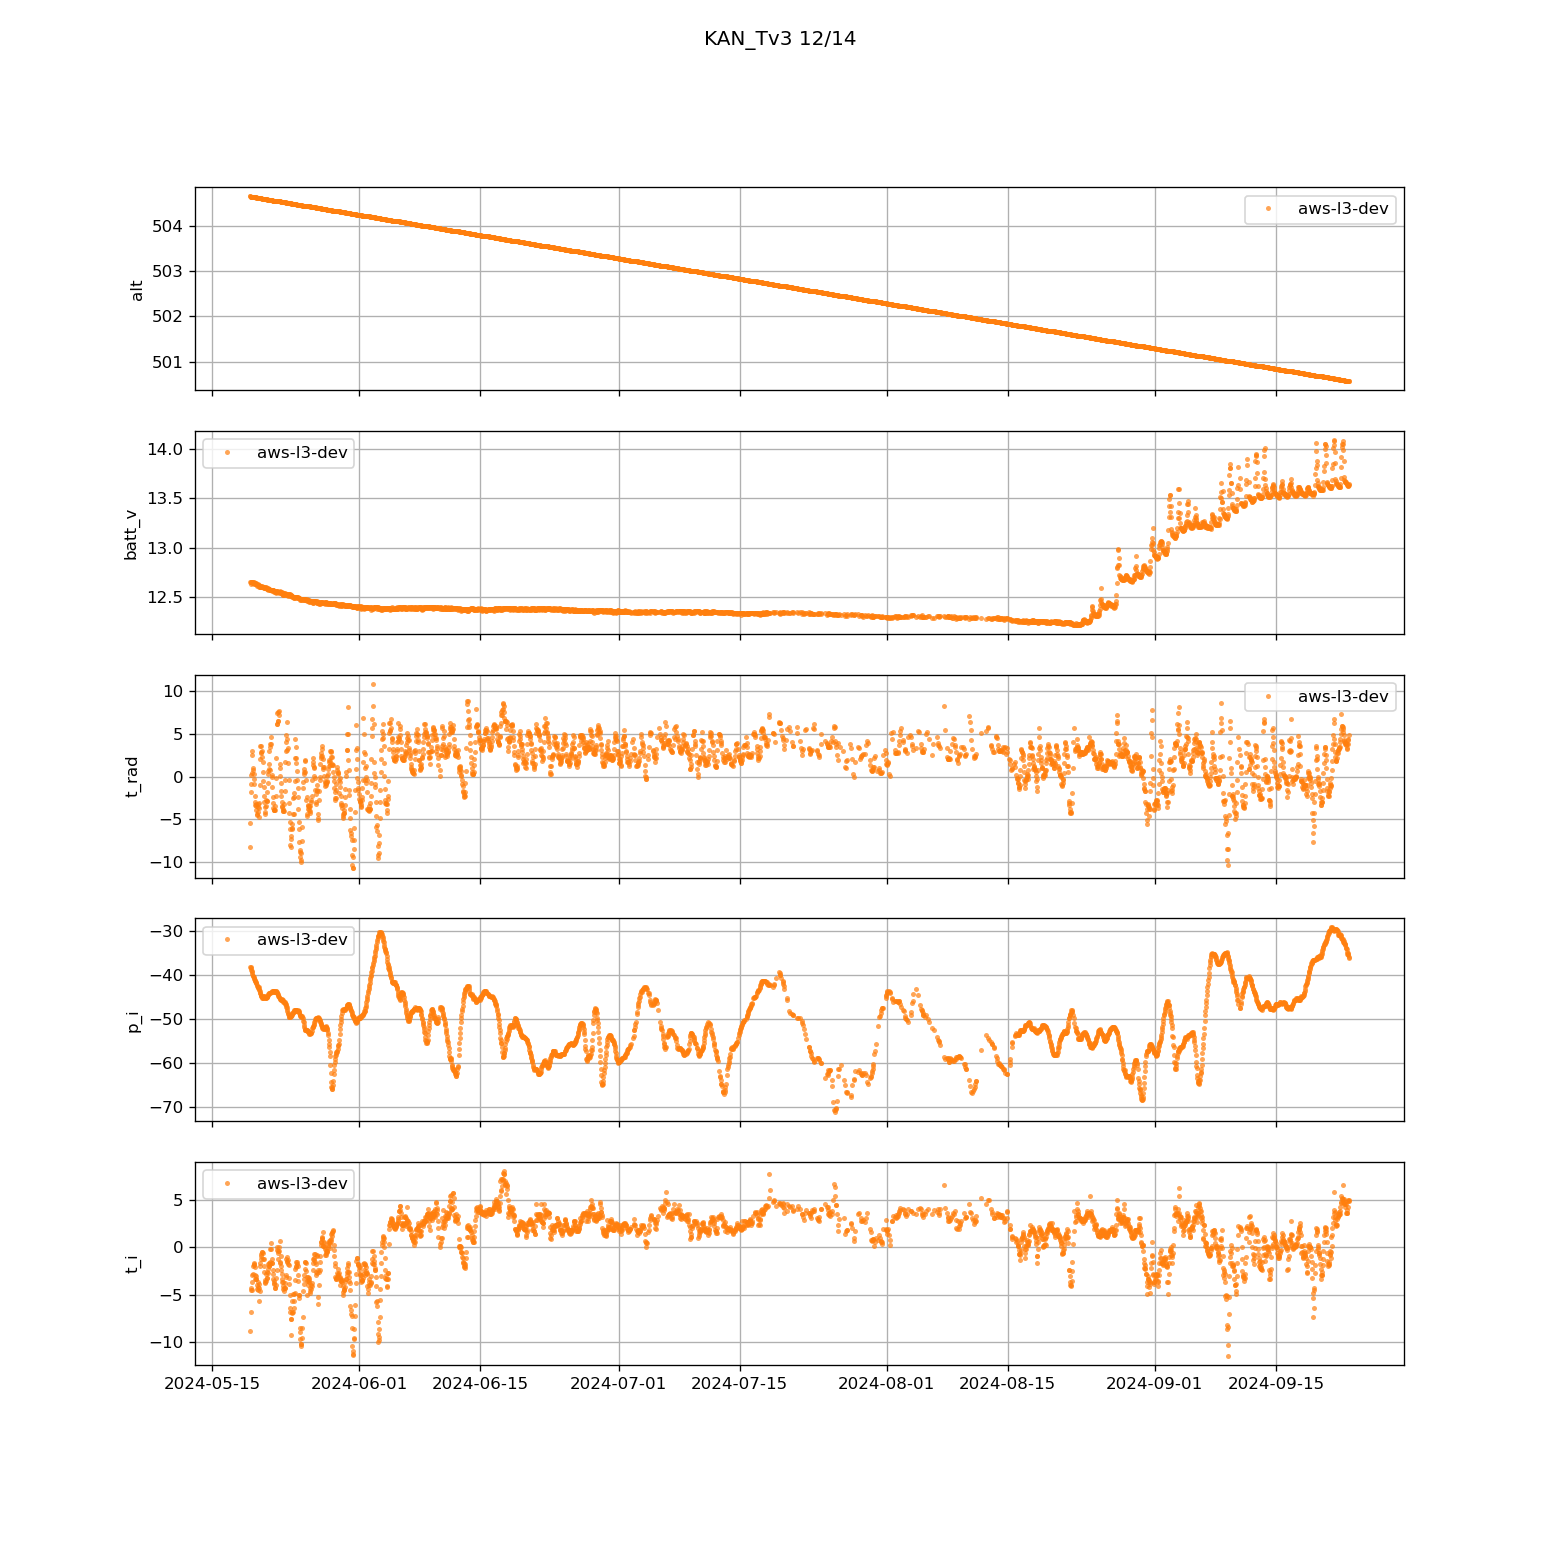 KAN_Tv3 12/14
aws-l3-dev
504
503
502
501
alt
aws-l3-dev
14.0
13.5
13.0
12.5
batt_v
aws-l3-dev
10
5
0
−5
−10
t_rad
aws-l3-dev
−30
−40
−50
−60
−70
p_i
aws-l3-dev
5
0
−5
−10
t_i
2024-05-15 2024-06-01 2024-06-15 2024-07-01 2024-07-15 2024-08-01 2024-08-15 2024-09-01 2024-09-15